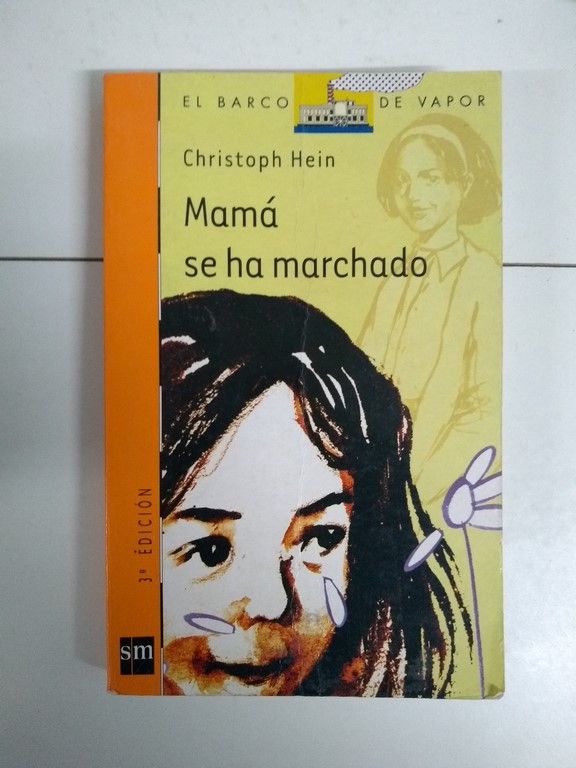 EL BARCO DE VAPOR
Christoph Hein
Mamá
se ha marchado
3ª EDICIÓN
sm